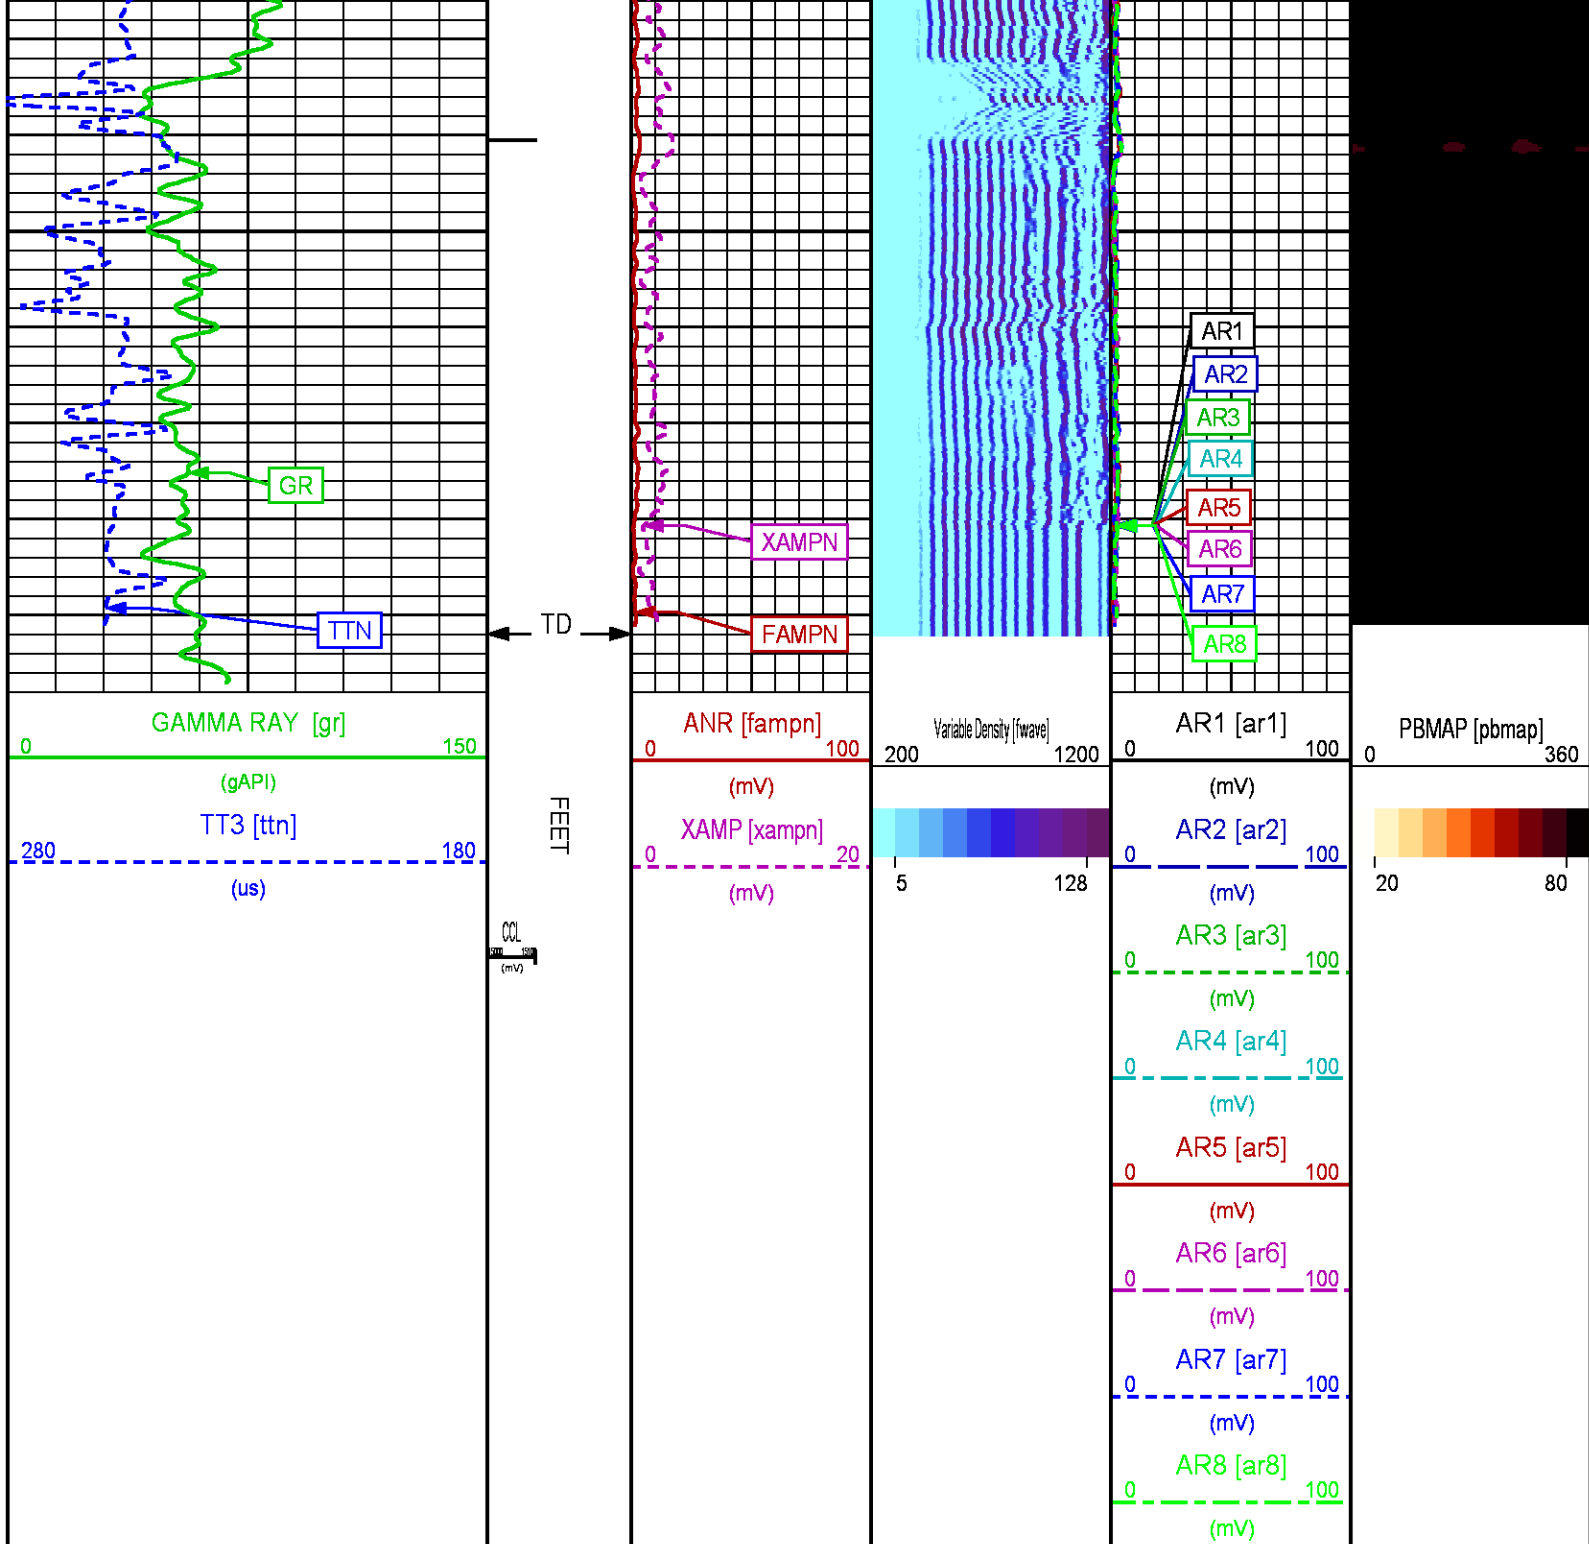 AR1
AR2
AR3
AR4
GR
AR5
XAMPN
AR6
AR7
TTN
TD
FAMPN
AR8
GAMMA RAY [gr]
0 150
(gAPI)
TT3 [ttn]
280 180
(us)
FEET
CCL
(mV)
ANR [fampn]
0 100
(mV)
XAMP [xampn]
0 20
(mV)
Variable Density [fwave]
200 1200
5 128
AR1 [ar1]
0 100
(mV)
AR2 [ar2]
0 100
(mV)
AR3 [ar3]
0 100
(mV)
AR4 [ar4]
0 100
(mV)
AR5 [ar5]
0 100
(mV)
AR6 [ar6]
0 100
(mV)
AR7 [ar7]
0 100
(mV)
AR8 [ar8]
0 100
(mV)
PBMAP [pbmap]
0 360
20 80